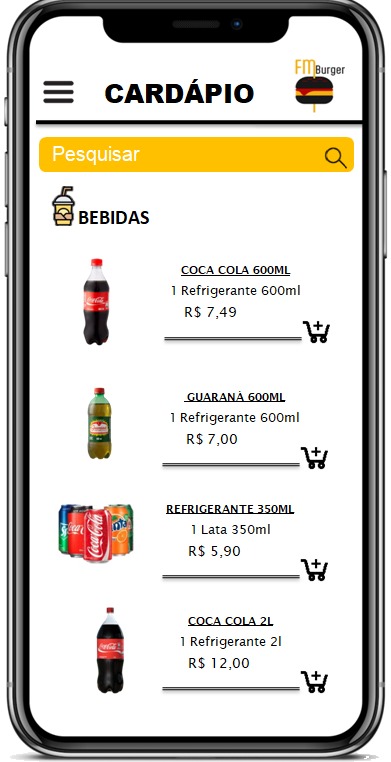 FM Burger
CARDÁPIO
Pesquisar
BEBIDAS
COCA COLA 600ML
1 Refrigerante 600ml
R$ 7,49
GUARANÁ 600ML
1 Refrigerante 600ml
R$ 7,00
REFRIGERANTE 350ML
1 Lata 350ml
R$ 5,90
COCA COLA 2L
1 Refrigerante 2l
R$ 12,00